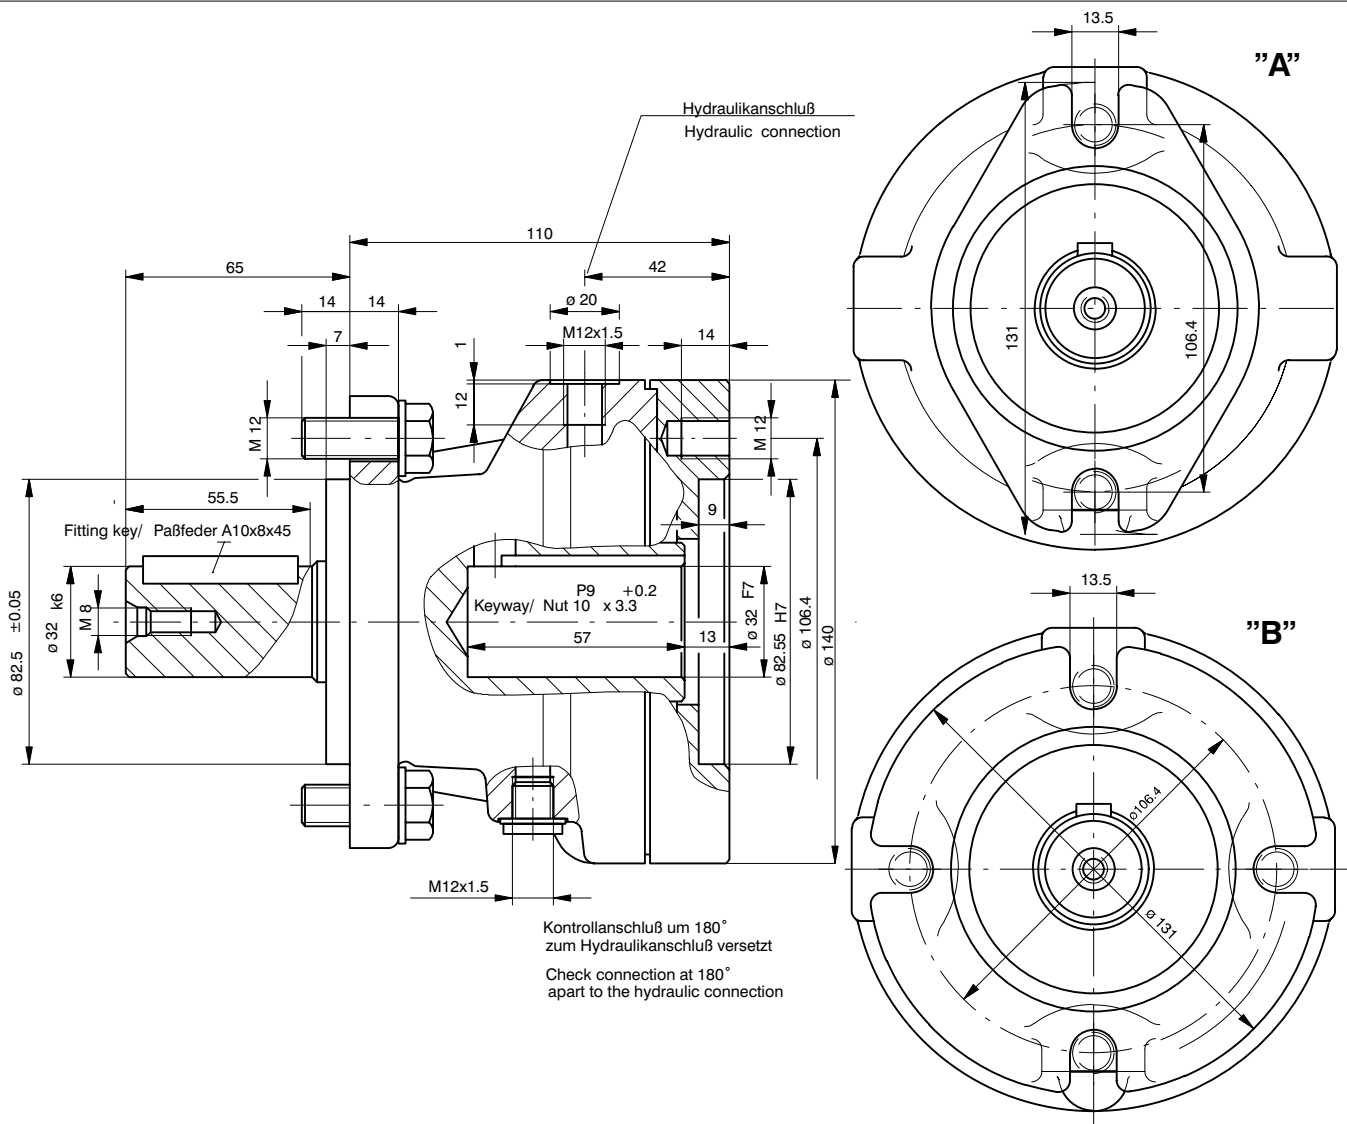 13.5
"A"
Hydraulikanschluß
Hydraulic connection
110
65
42
14 14
ø 20
7
M12x1.5
14
1
12
M 12
M 12
131
106.4
55.5
9
Fitting key/ Paßfeder A10x8x45
P9 +0.2
Keyway/ Nut 10 x 3.3
57
13
M 8
ø 32 k6
ø 82.5 ±0.05
ø 32 F7
ø 82.55 H7
ø 106.4
ø 140
13.5
"B"
ø106.4
ø 131
M12x1.5
Kontrollanschluß um 180°
zum Hydraulikanschluß versetzt
Check connection at 180°
apart to the hydraulic connection